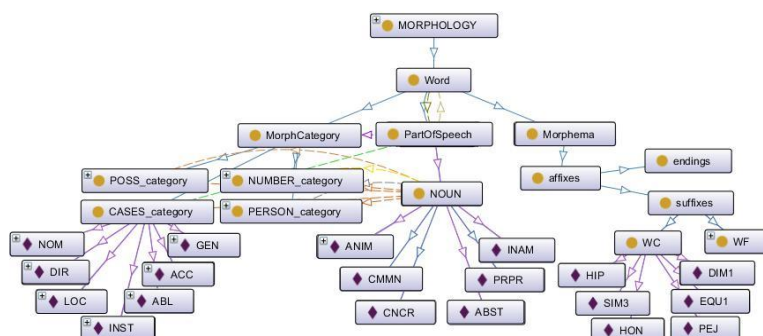 MORPHOLOGY
Word
MorphCategory
PartOfSpeech
Morphema
POSS_category
NUMBER_category
CASES_category
PERSON_category
NOUN
affixes
endings
suffixes
NOM
GEN
DIR
ACC
LOC
ABL
INST
ANIM
INAM
CMMN
PRPR
CNCR
ABST
WC
WF
HIP
DIM1
SIM3
EQU1
HON
PEJ